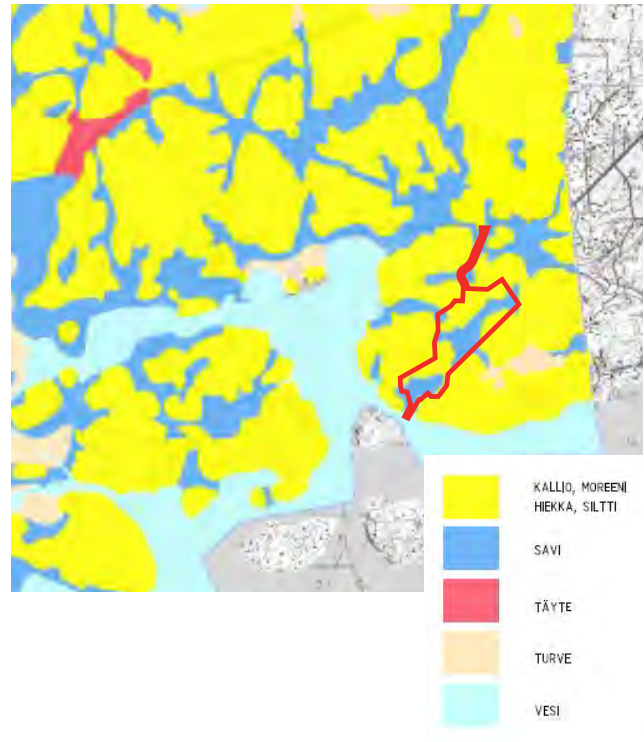 KALLIO, MOREENI
HIEKKA, SILTTI
SAVI
TÄYTE
TURVE
VESI